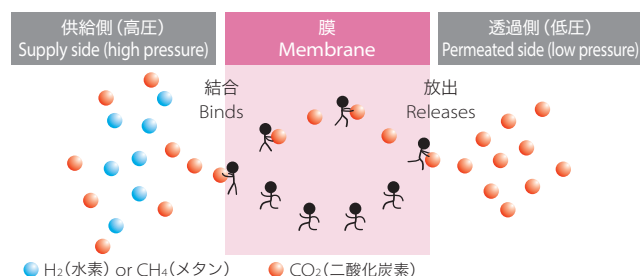 供給側（高圧）
Supply side (high pressure)
膜
Membrane
透過側（低圧）
Permeated side (low pressure)
結合
Binds
放出
Releases
H₂（水素） or CH₄（メタン）
CO₂（二酸化炭素）